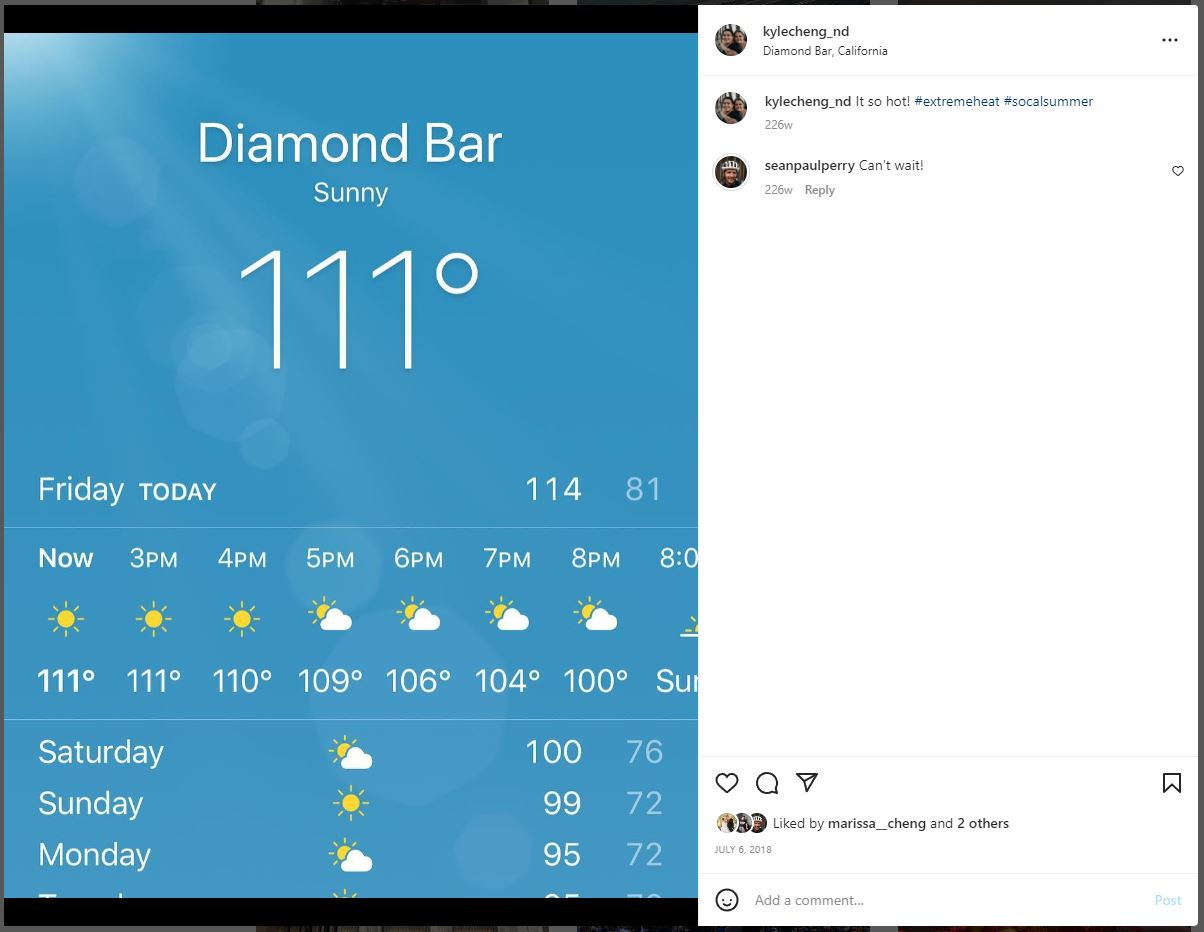 Diamond Bar
Sunny
111°
Friday TODAY 114 81
Now 3PM 4PM 5PM 6PM 7PM 8PM 8:0
111° 111° 110° 109° 106° 104° 100° Sun
Saturday 100 76
Sunday 99 72
Monday 95 72
kylecheng_nd
Diamond Bar, California
kylecheng_nd It so hot! #extremeheat #socalsummer
226w
seanpaulperry Can't wait!
226w Reply
Liked by marissa__cheng and 2 others
JULY 6, 2018
Add a comment... Post